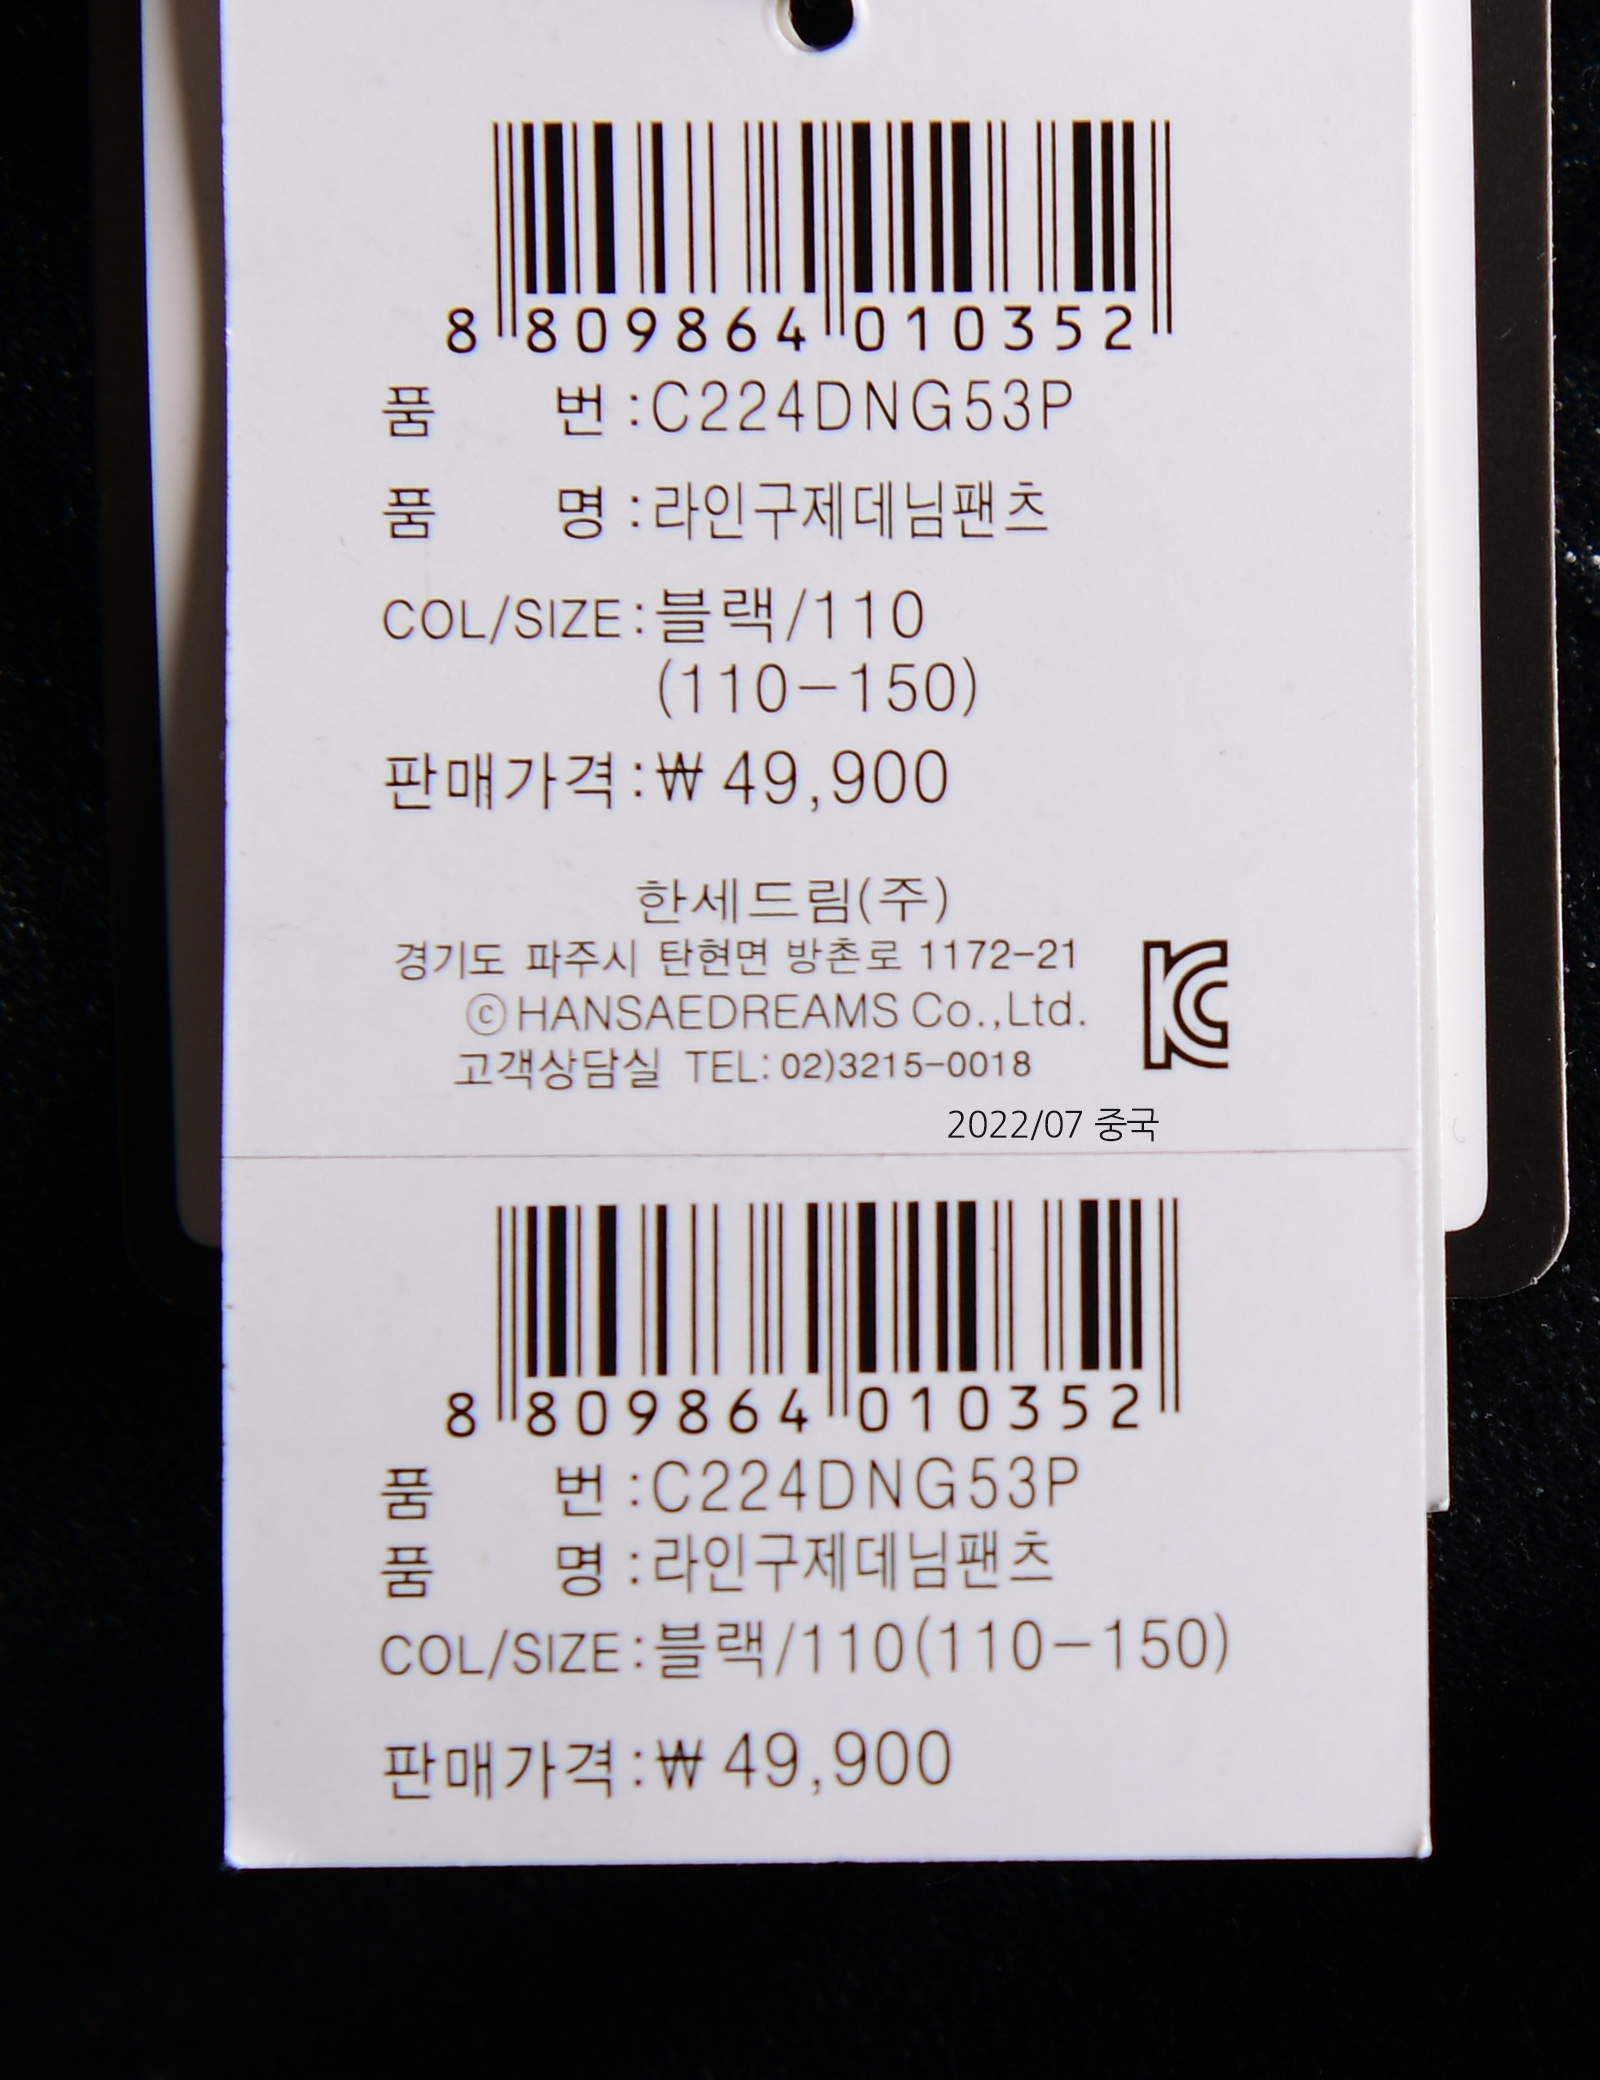 8 809864 010352
품 번 : C224DNG53P
품 명 : 라인구제데님팬츠
COL/SIZE : 블랙/110
(110-150)
판매가격 : ₩ 49,900
한세드림(주)
경기도 파주시 탄현면 방촌로 1172-21
ⓒHANSAEDREAMS Co.,Ltd.
고객상담실 TEL: 02)3215-0018
KC
2022/07 중국
8 809864 010352
품 번 : C224DNG53P
품 명 : 라인구제데님팬츠
COL/SIZE : 블랙/110(110-150)
판매가격 : ₩ 49,900